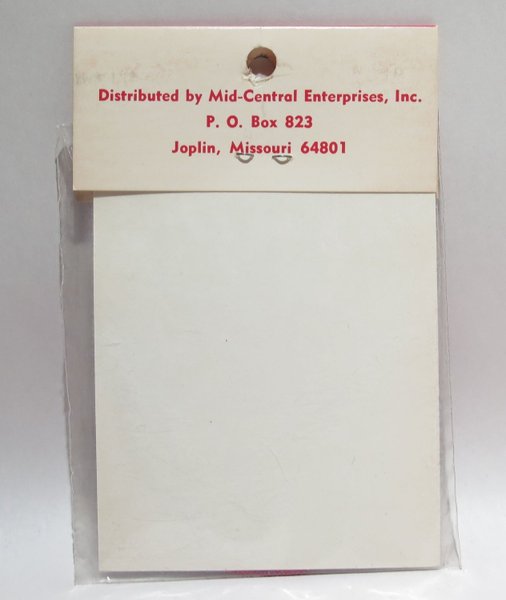 Distributed by Mid-Central Enterprises, Inc.
P. O. Box 823
Joplin, Missouri 64801